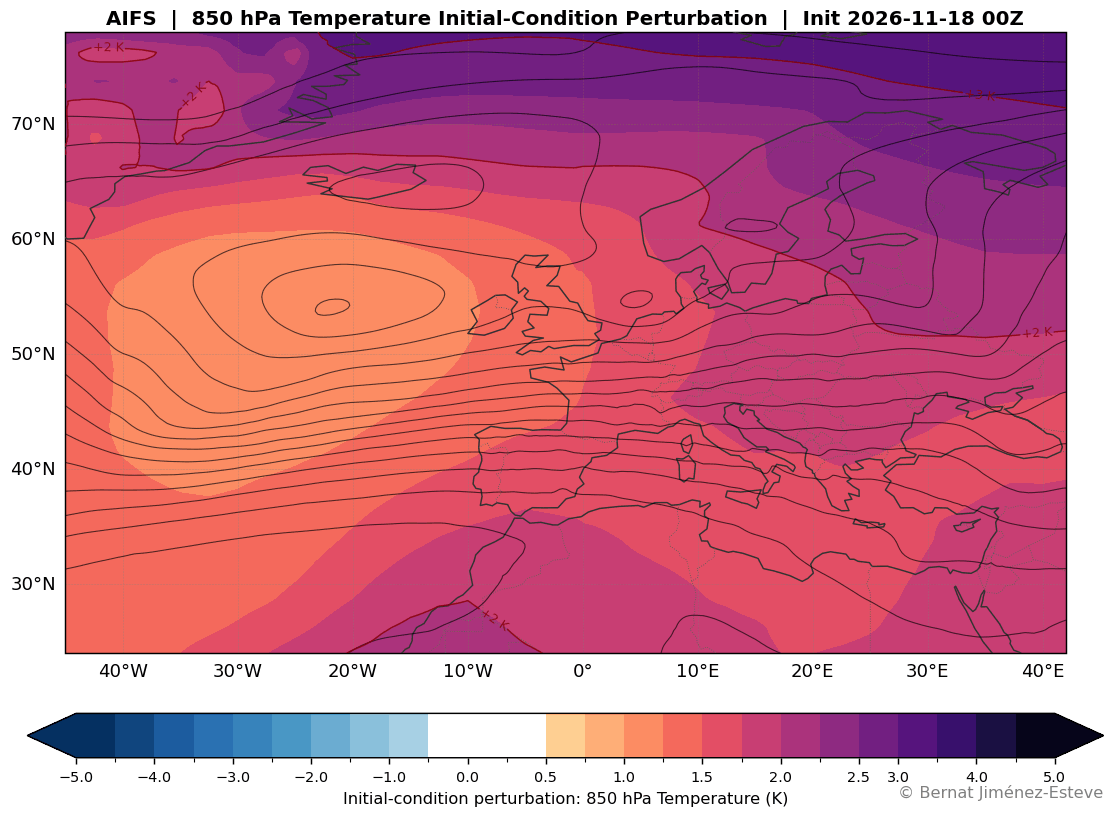 AIFS | 850 hPa Temperature Initial-Condition Perturbation | Init 2026-11-18 00Z
+2 K
+2 K
70°N
+3 K
60°N
50°N
+2 K
40°N
30°N
+2 K
40°W 30°W 20°W 10°W 0° 10°E 20°E 30°E 40°E
−5.0 −4.0 −3.0 −2.0 −1.0 0.0 0.5 1.0 1.5 2.0 2.5 3.0 4.0 5.0
Initial-condition perturbation: 850 hPa Temperature (K)
© Bernat Jiménez-Esteve